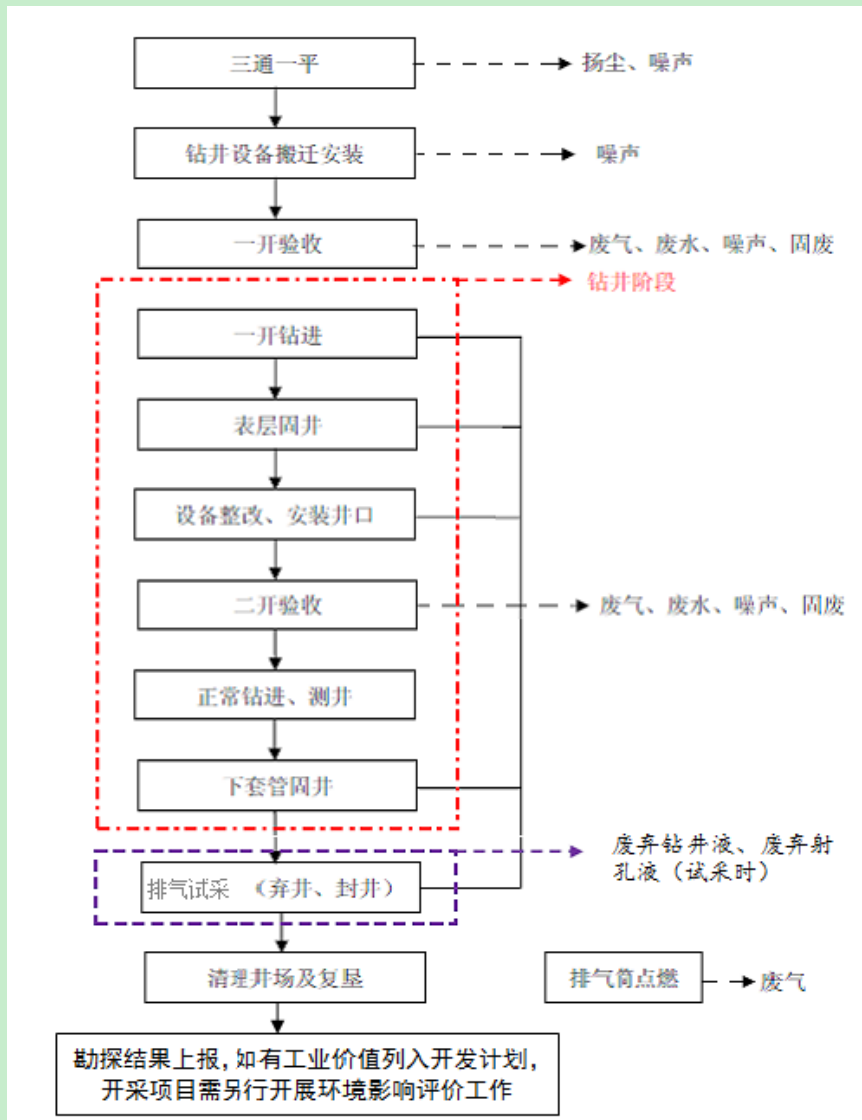 三通一平
扬尘、噪声
钻井设备搬迁安装
噪声
一开验收
废气、废水、噪声、固废
钻井阶段
一开钻进
表层固井
设备整改、安装井口
二开验收
废气、废水、噪声、固废
正常钻进、测井
下套管固井
废弃钻井液、废弃射
孔液（试采时）
排气试采 （弃井、封井）
清理井场及复垦
排气筒点燃
废气
勘探结果上报，如有工业价值列入开发计划，
开采项目需另行开展环境影响评价工作